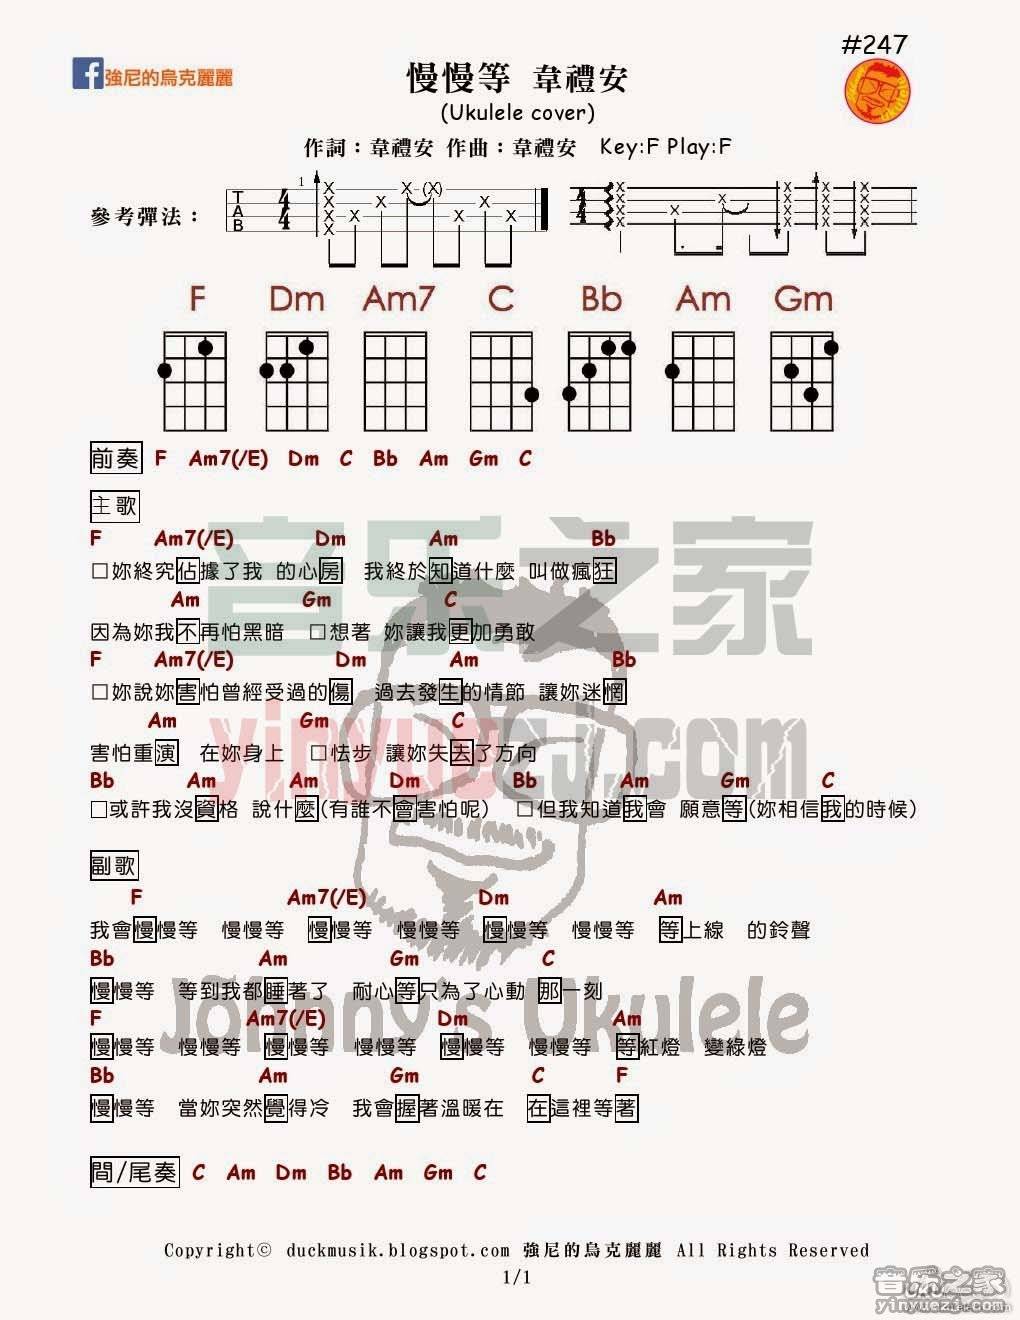 #247
強尼的烏克麗麗
慢慢等 韋禮安
(Ukulele cover)
作詞：韋禮安 作曲：韋禮安 Key:F Play:F
參考彈法：
F Dm Am7 C Bb Am Gm
前奏 F Am7(/E) Dm C Bb Am Gm C
主歌
F Am7(/E) Dm Am Bb
□妳終究佔據了我 的心房 我終於知道什麼 叫做瘋狂
Am Gm C
因為妳我不再怕黑暗 □想著 妳讓我更加勇敢
F Am7(/E) Dm Am Bb
□妳說妳害怕曾經受過的傷 過去發生的情節 讓妳迷惘
Am Gm C
害怕重演 在妳身上 □怯步 讓妳失去了方向
Bb Am Am Dm Bb Am Gm C
□或許我沒資格 說什麼(有誰不會害怕呢) □但我知道我會 願意等(妳相信我的時候)
副歌
F Am7(/E) Dm Am
我會慢慢等 慢慢等 慢慢等 慢慢等 慢慢等 慢慢等 等上線 的鈴聲
Bb Am Gm C
慢慢等 等到我都睡著了 耐心等只為了心動 那一刻
F Am7(/E) Dm Am
慢慢等 慢慢等 慢慢等 慢慢等 慢慢等 慢慢等 等紅燈 變綠燈
Bb Am Gm C F
慢慢等 當妳突然覺得冷 我會握著溫暖在 在這裡等著
間/尾奏 C Am Dm Bb Am Gm C
音乐之家
yinyuezj.com
Johnny's Ukulele
Copyright© duckmusik.blogspot.com 強尼的烏克麗麗 All Rights Reserved
1/1
音乐之家
yinyuezj.com